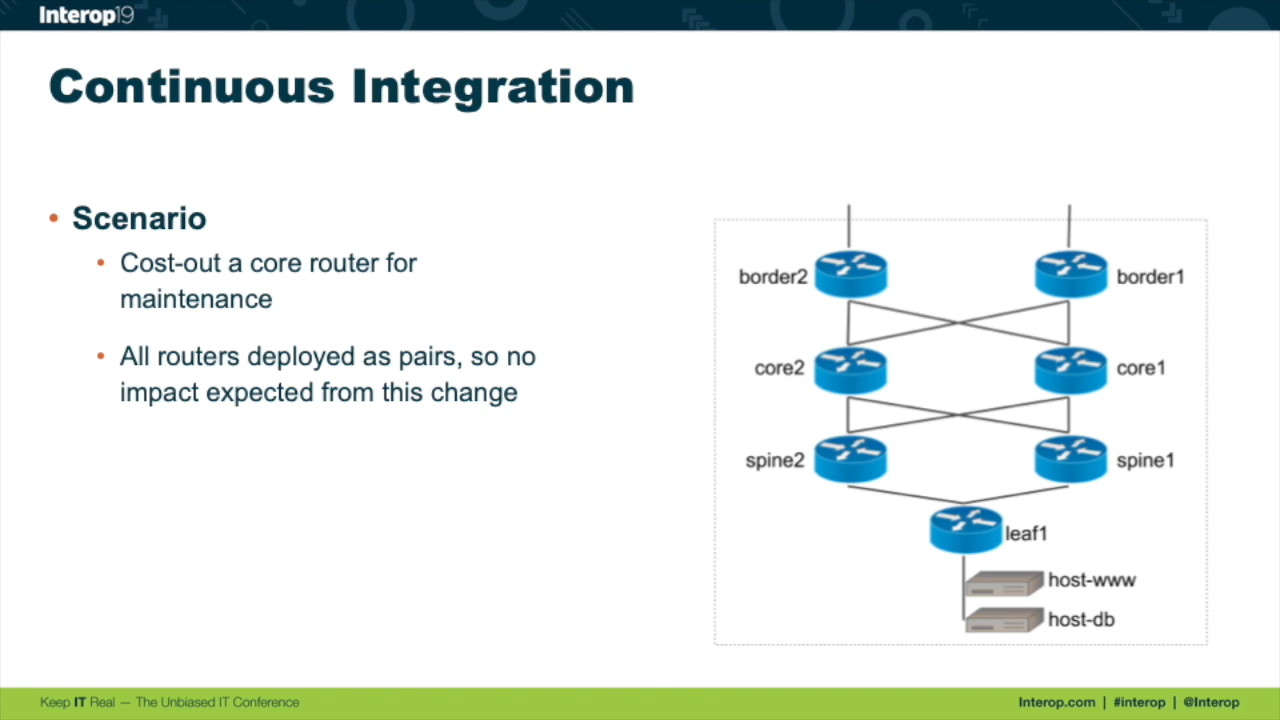 Interop19
Continuous Integration
• Scenario
• Cost-out a core router for
maintenance
• All routers deployed as pairs, so no
impact expected from this change
border2
border1
core2
core1
spine2
spine1
leaf1
host-www
host-db
Keep IT Real — The Unbiased IT Conference
Interop.com | #interop | @Interop